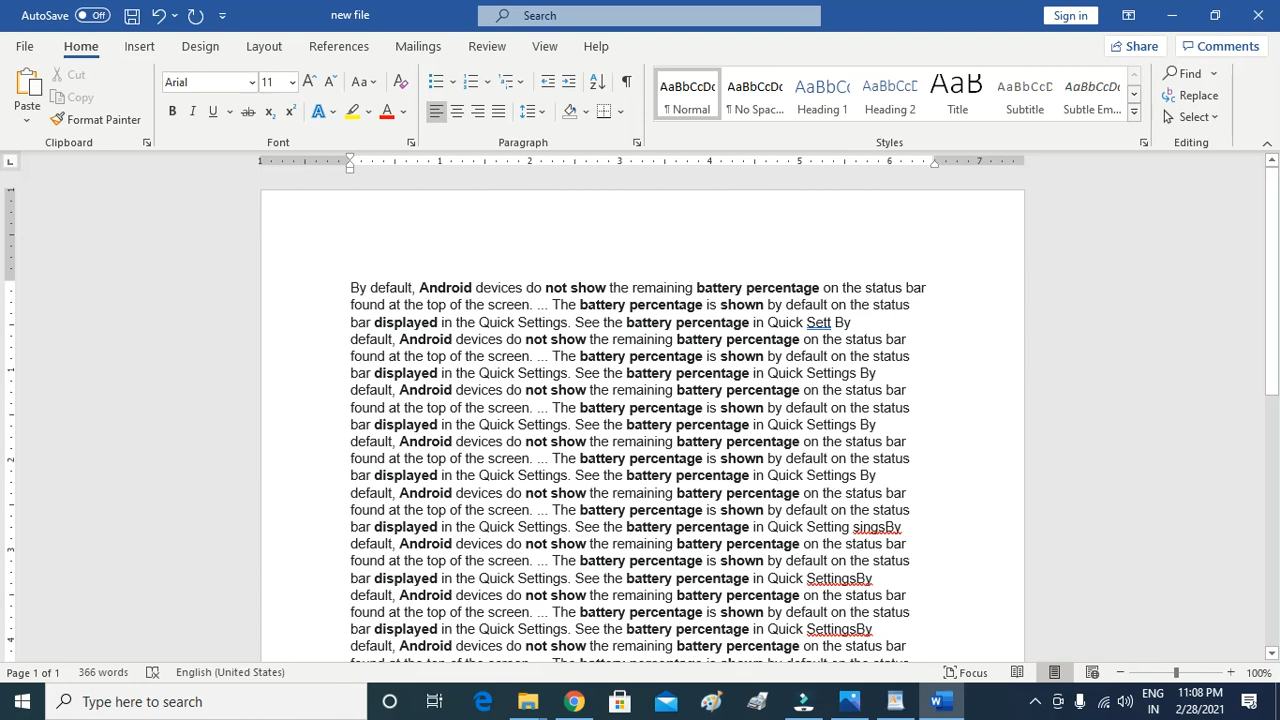 AutoSave Off new file Search Sign in
File Home Insert Design Layout References Mailings Review View Help Share Comments
Paste Cut Copy Format Painter
Arial 11 Aa
B I U ab x₂ x² A A
AaBbCcDc AaBbCcDc AaBbCc AaBbCcD AaB AaBbCcD AaBbCcDc
¶ Normal ¶ No Spac... Heading 1 Heading 2 Title Subtitle Subtle Em...
Find
Replace
Select
Clipboard Font Paragraph Styles Editing
1 1 2 3 4 5 6 7
By default, Android devices do not show the remaining battery percentage on the status bar
found at the top of the screen. ... The battery percentage is shown by default on the status
bar displayed in the Quick Settings. See the battery percentage in Quick Sett By
default, Android devices do not show the remaining battery percentage on the status bar
found at the top of the screen. ... The battery percentage is shown by default on the status
bar displayed in the Quick Settings. See the battery percentage in Quick Settings By
default, Android devices do not show the remaining battery percentage on the status bar
found at the top of the screen. ... The battery percentage is shown by default on the status
bar displayed in the Quick Settings. See the battery percentage in Quick Settings By
default, Android devices do not show the remaining battery percentage on the status bar
found at the top of the screen. ... The battery percentage is shown by default on the status
bar displayed in the Quick Settings. See the battery percentage in Quick Settings By
default, Android devices do not show the remaining battery percentage on the status bar
found at the top of the screen. ... The battery percentage is shown by default on the status
bar displayed in the Quick Settings. See the battery percentage in Quick Setting singsBy
default, Android devices do not show the remaining battery percentage on the status bar
found at the top of the screen. ... The battery percentage is shown by default on the status
bar displayed in the Quick Settings. See the battery percentage in Quick SettingsBy
default, Android devices do not show the remaining battery percentage on the status bar
found at the top of the screen. ... The battery percentage is shown by default on the status
bar displayed in the Quick Settings. See the battery percentage in Quick SettingsBy
default, Android devices do not show the remaining battery percentage on the status bar
Page 1 of 1 366 words English (United States) Focus 100%
Type here to search ENG IN 11:08 PM 2/28/2021